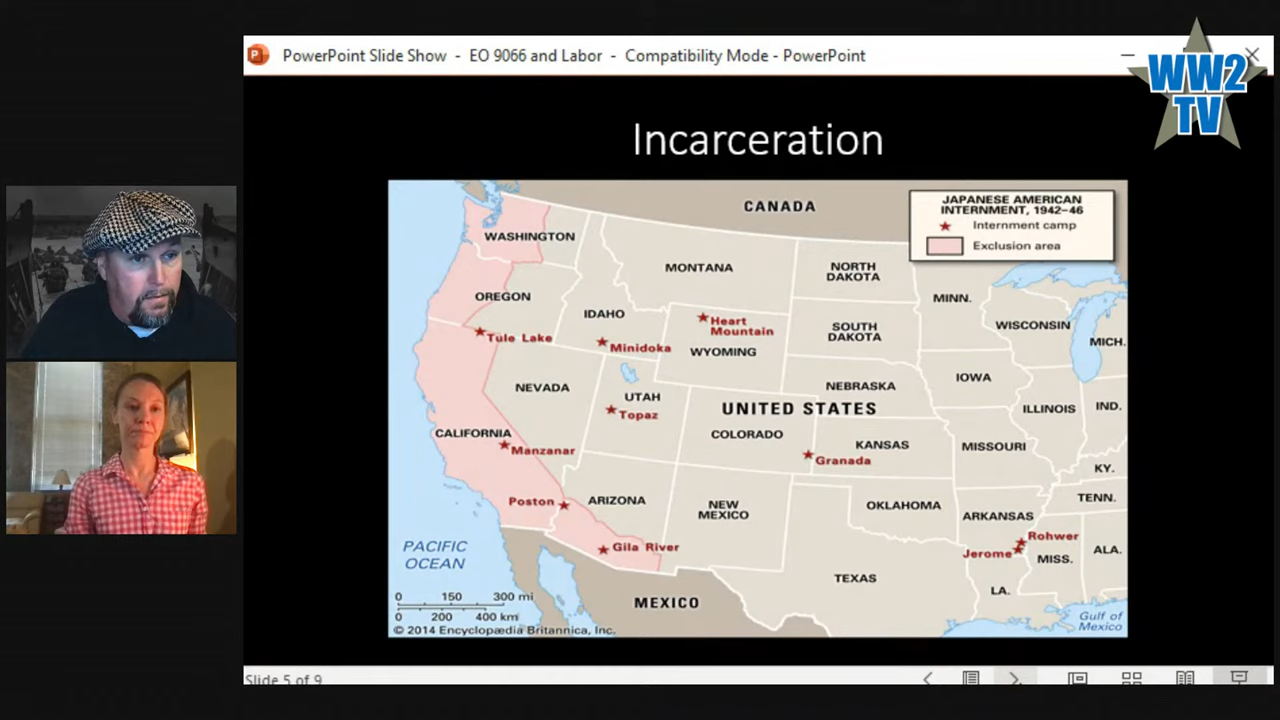 PowerPoint Slide Show - EO 9066 and Labor - Compatibility Mode - PowerPoint
WW2
TV
Incarceration
CANADA
JAPANESE AMERICAN
INTERNMENT, 1942–46
Internment camp
Exclusion area
WASHINGTON
MONTANA
NORTH
DAKOTA
MINN.
OREGON
IDAHO
Heart
Mountain
SOUTH
DAKOTA
WISCONSIN
MICH.
Tule Lake
Minidoka
WYOMING
IOWA
NEVADA
UTAH
NEBRASKA
Topaz
UNITED STATES
ILLINOIS
IND.
CALIFORNIA
COLORADO
KANSAS
MISSOURI
Manzanar
Granada
KY.
Poston
ARIZONA
NEW
MEXICO
OKLAHOMA
ARKANSAS
TENN.
Gila River
Rohwer
Jerome
MISS.
ALA.
PACIFIC
OCEAN
TEXAS
LA.
0 150 300 mi
0 200 400 km
MEXICO
Gulf of
Mexico
© 2014 Encyclopædia Britannica, Inc.
Slide 5 of 9